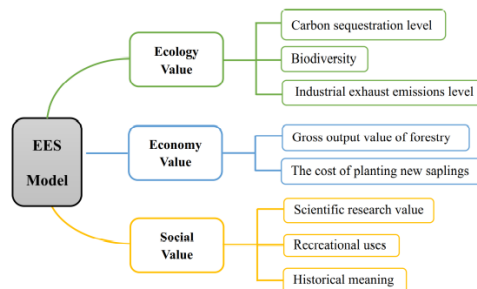 EES
Model
Ecology
Value
Carbon sequestration level
Biodiversity
Industrial exhaust emissions level
Economy
Value
Gross output value of forestry
The cost of planting new saplings
Social
Value
Scientific research value
Recreational uses
Historical meaning